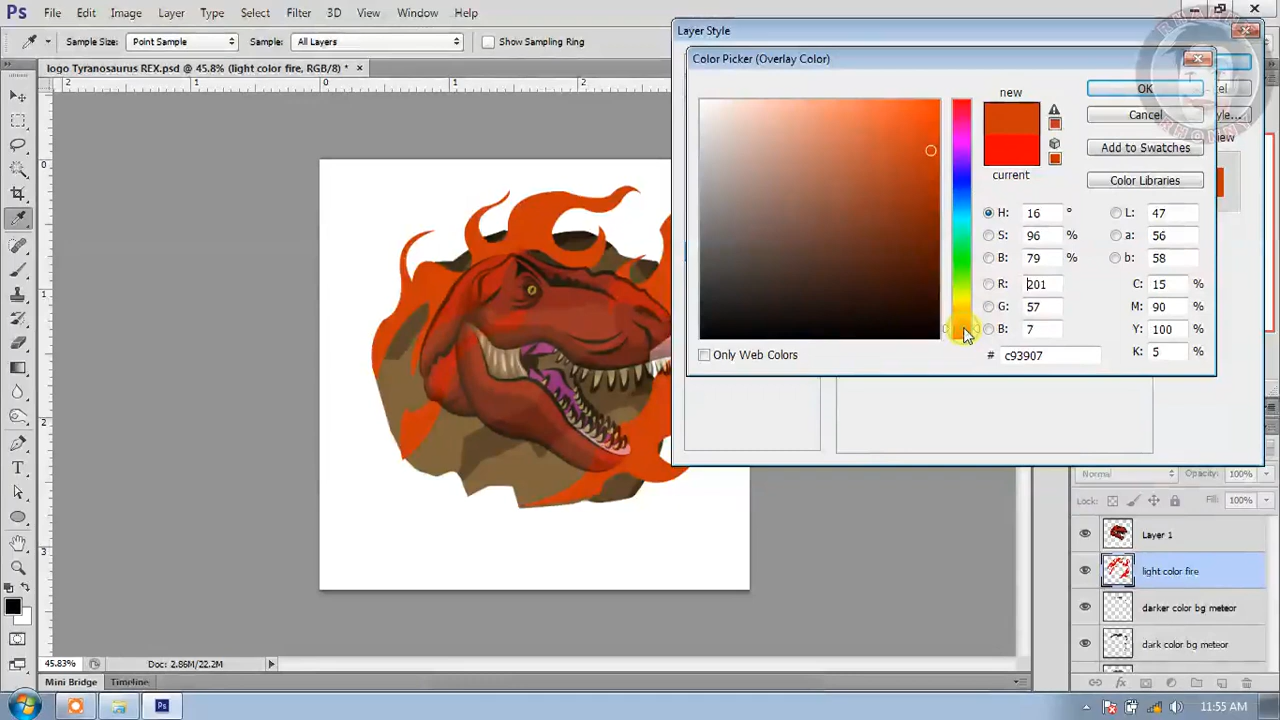 Ps File Edit Image Layer Type Select Filter 3D View Window Help
Sample Size: Point Sample Sample: All Layers Show Sampling Ring
logo Tyranosaurus REX.psd @ 45.8% (light color fire, RGB/8) * ×
Layer Style
Color Picker (Overlay Color)
new
current
OK
Cancel
Add to Swatches
Color Libraries
H: 16 °
S: 96 %
B: 79 %
R: 201
G: 57
B: 7
L: 47
a: 56
b: 58
C: 15 %
M: 90 %
Y: 100 %
K: 5 %
# c93907
Only Web Colors
Normal Opacity: 100%
Lock: Fill: 100%
Layer 1
light color fire
darker color bg meteor
dark color bg meteor
45.83% Doc: 2.86M/22.2M
Mini Bridge Timeline
Ps 11:55 AM